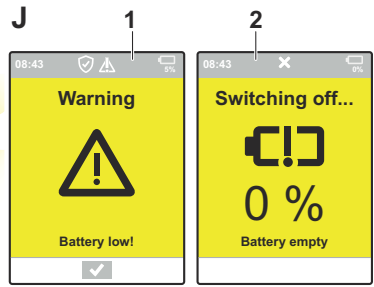 J
1
2
08:43
5%
Warning
Battery low!
08:43
0%
Switching off...
0 %
Battery empty